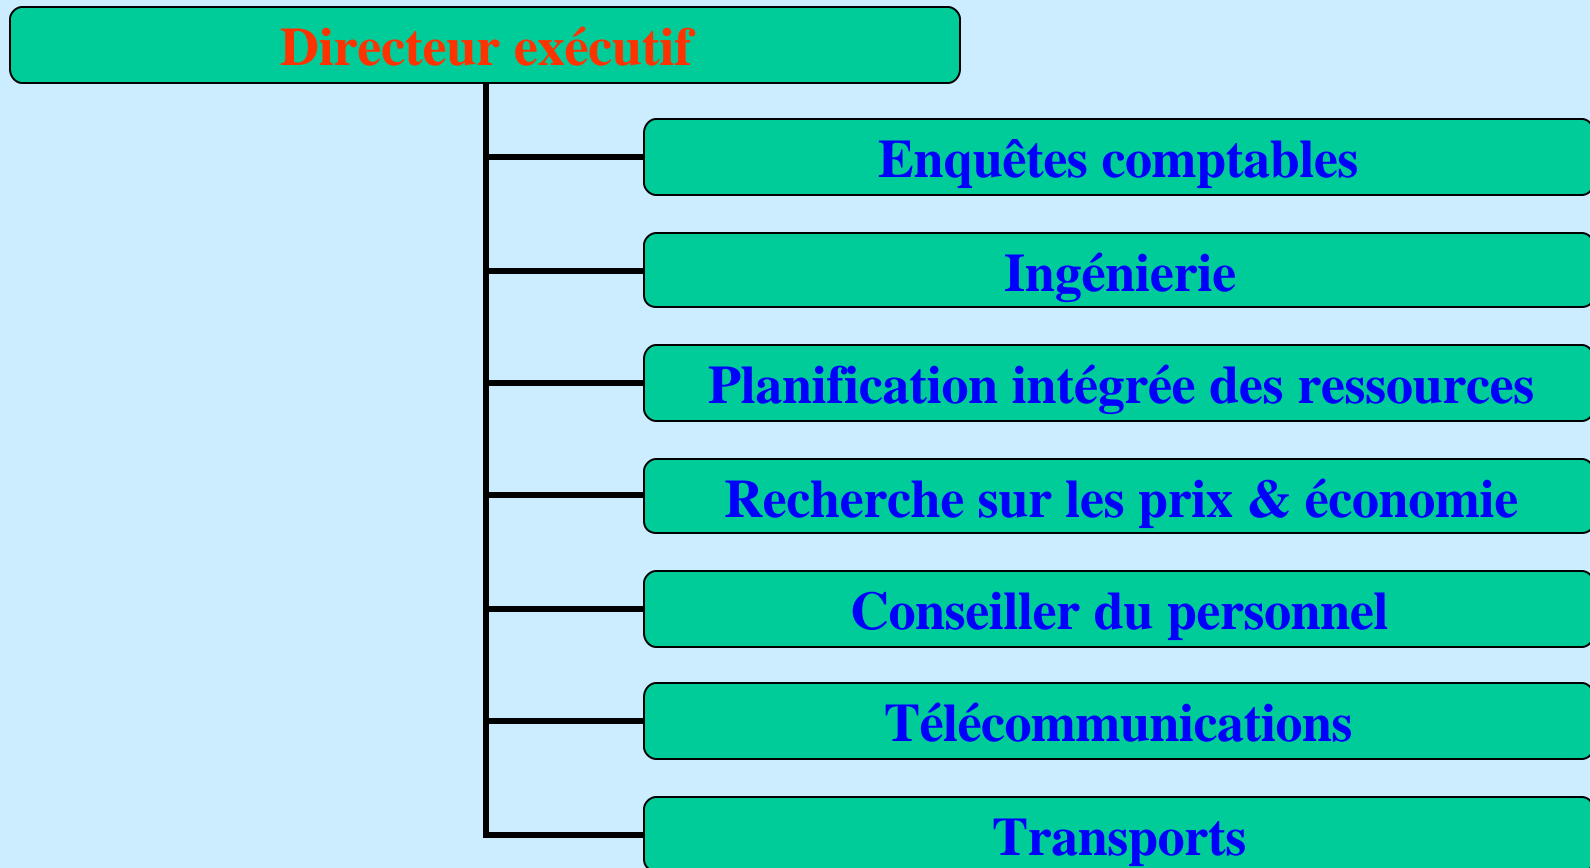 Directeur exécutif
Enquêtes comptables
Ingénierie
Planification intégrée des ressources
Recherche sur les prix & économie
Conseiller du personnel
Télécommunications
Transports